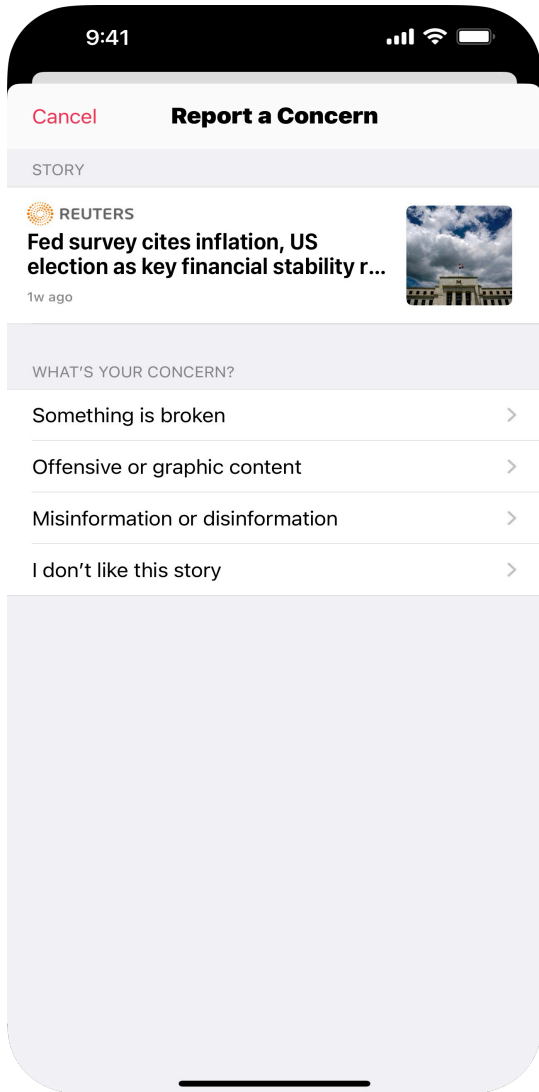 9:41
Cancel
Report a Concern
STORY
REUTERS
Fed survey cites inflation, US
election as key financial stability r...
1w ago
WHAT'S YOUR CONCERN?
Something is broken
Offensive or graphic content
Misinformation or disinformation
I don't like this story